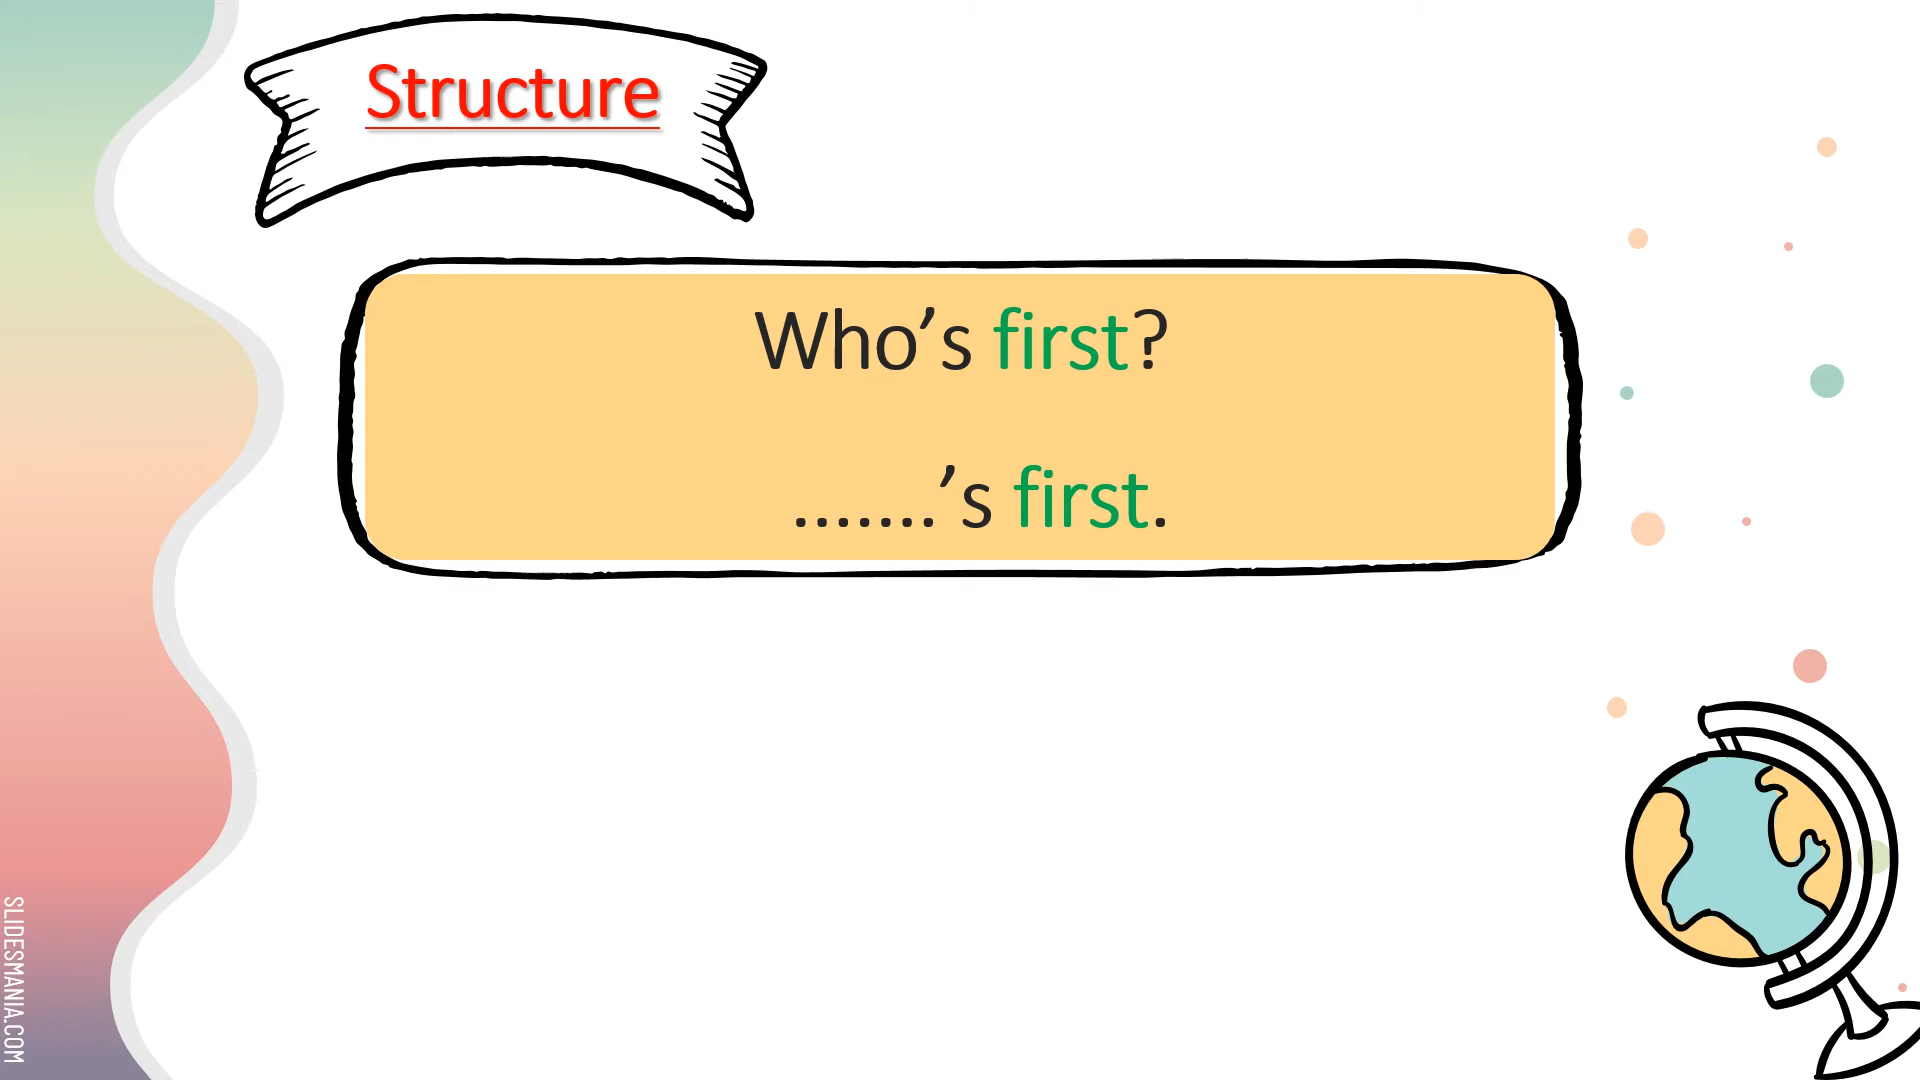 Structure
Who’s first?
.......’s first.
SLIDESMANIA.COM